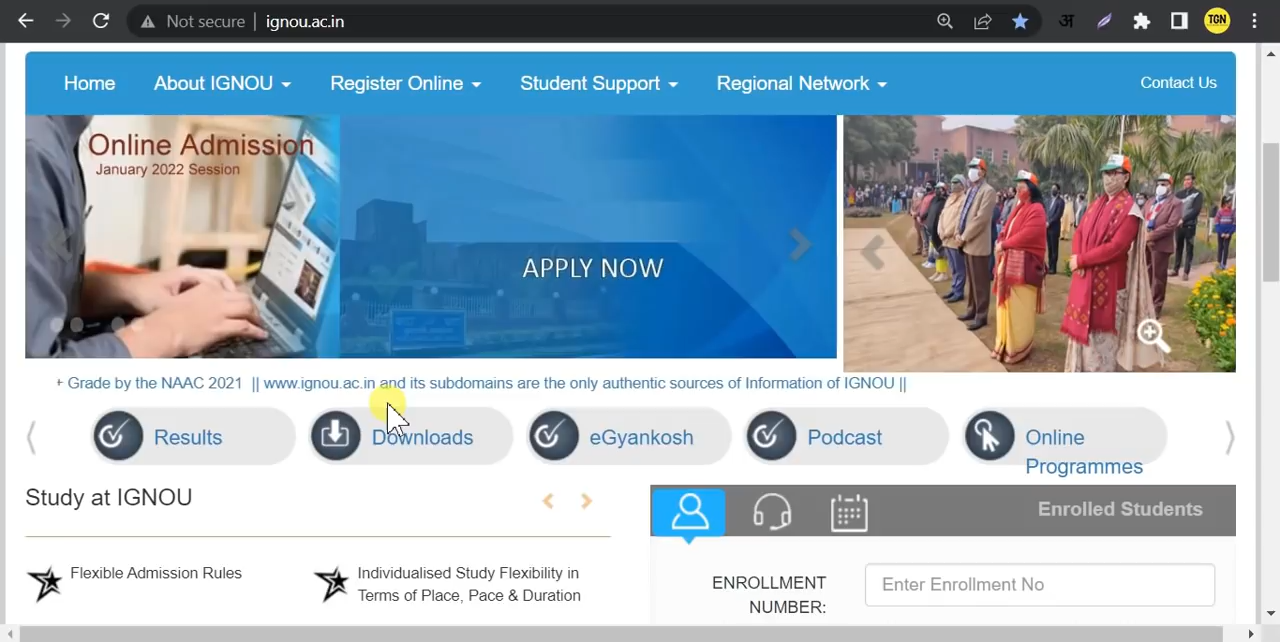 Not secure
ignou.ac.in
अ
TGN
Home
About IGNOU
Register Online
Student Support
Regional Network
Contact Us
Online Admission
January 2022 Session
APPLY NOW
+ Grade by the NAAC 2021 || www.ignou.ac.in and its subdomains are the only authentic sources of Information of IGNOU ||
Results
Downloads
eGyankosh
Podcast
Online
Programmes
Study at IGNOU
Enrolled Students
Flexible Admission Rules
Individualised Study Flexibility in
Terms of Place, Pace & Duration
ENROLLMENT
NUMBER:
Enter Enrollment No